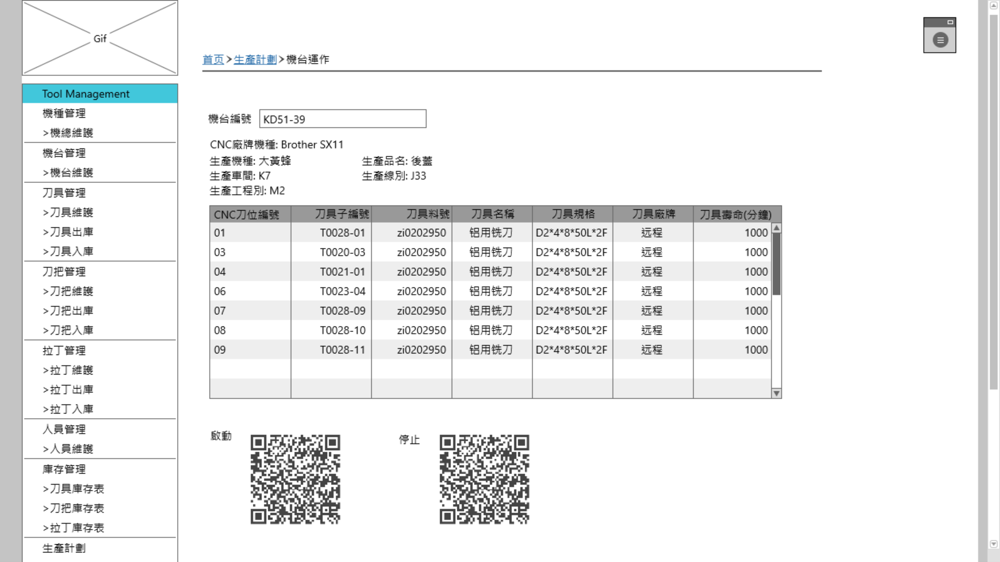 Gif
首页>生產計劃>機台運作
Tool Management
機種管理
>機總維護
機台管理
>機台維護
刀具管理
>刀具維護
>刀具出庫
>刀具入庫
刀把管理
>刀把維護
>刀把出庫
>刀把入庫
拉丁管理
>拉丁維護
>拉丁出庫
>拉丁入庫
人員管理
>人員維護
庫存管理
>刀具庫存表
>刀把庫存表
>拉丁庫存表
生產計劃
機台編號 KD51-39
CNC廠牌機種: Brother SX11
生產機種: 大黃蜂 生產品名: 後蓋
生產車間: K7 生產線別: J33
生產工程別: M2
CNC刀位編號 刀具子編號 刀具料號 刀具名稱 刀具規格 刀具廠牌 刀具壽命(分鐘)
01 T0028-01 zi0202950 铝用铣刀 D2*4*8*50L*2F 远程 1000
03 T0020-03 zi0202950 铝用铣刀 D2*4*8*50L*2F 远程 1000
04 T0021-01 zi0202950 铝用铣刀 D2*4*8*50L*2F 远程 1000
06 T0023-04 zi0202950 铝用铣刀 D2*4*8*50L*2F 远程 1000
07 T0028-09 zi0202950 铝用铣刀 D2*4*8*50L*2F 远程 1000
08 T0028-10 zi0202950 铝用铣刀 D2*4*8*50L*2F 远程 1000
09 T0028-11 zi0202950 铝用铣刀 D2*4*8*50L*2F 远程 1000
啟動 停止